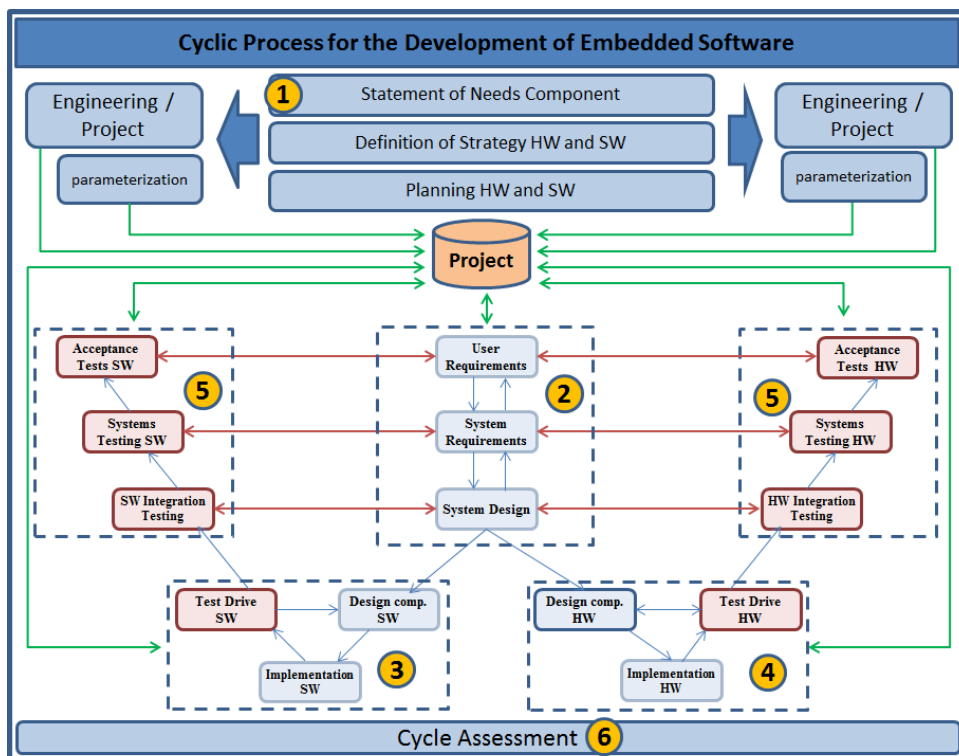 Cyclic Process for the Development of Embedded Software
Engineering /
Project
parameterization
1
Statement of Needs Component
Definition of Strategy HW and SW
Planning HW and SW
Engineering /
Project
parameterization
Project
Acceptance
Tests SW
5
Systems
Testing SW
SW Integration
Testing
User
Requirements
2
System
Requirements
System Design
Acceptance
Tests HW
5
Systems
Testing HW
HW Integration
Testing
Test Drive
SW
Design comp.
SW
Implementation
SW
3
Design comp.
HW
Test Drive
HW
Implementation
HW
4
Cycle Assessment
6